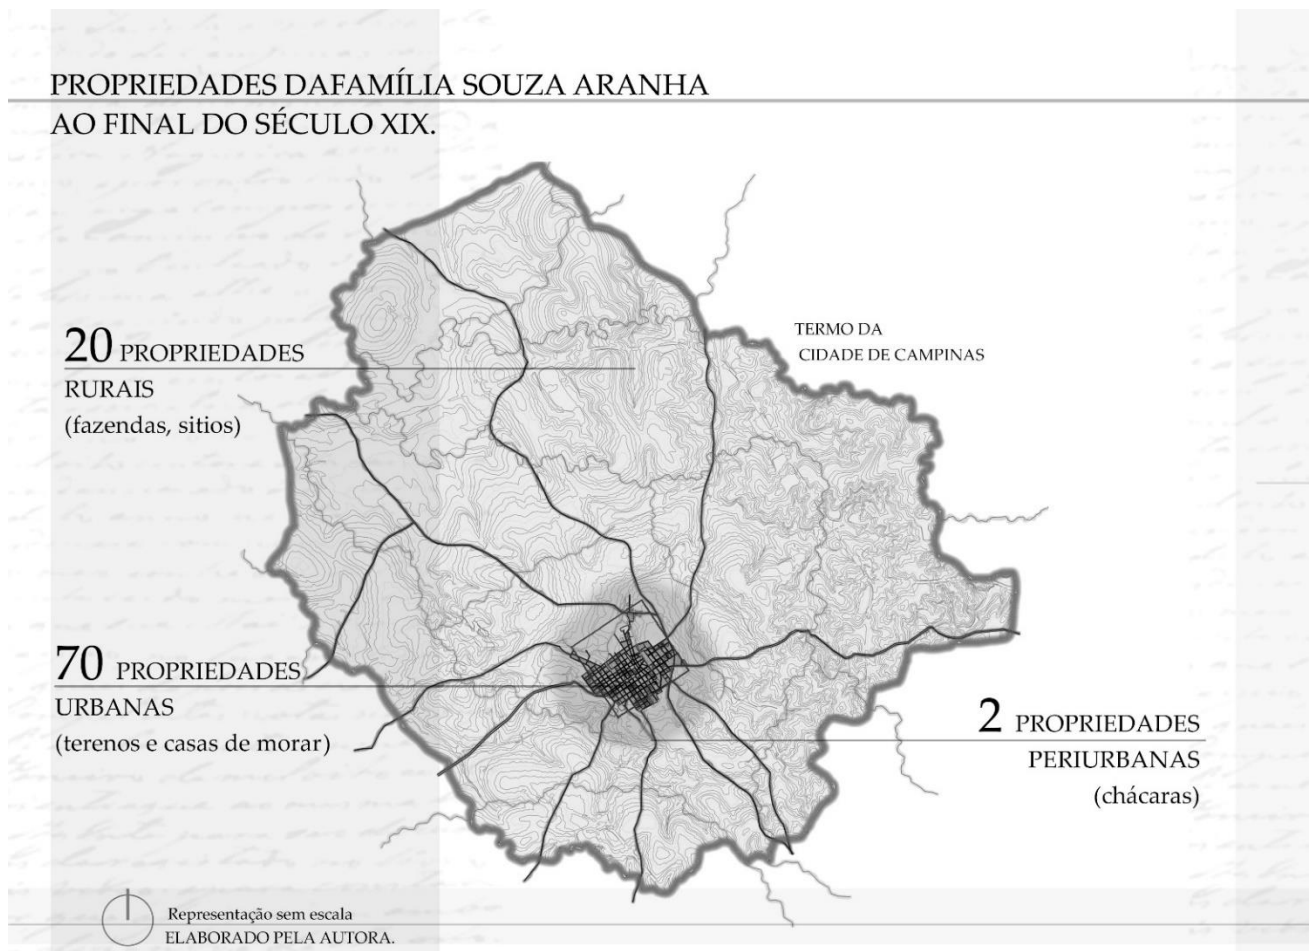 PROPRIEDADES DAFAMÍLIA SOUZA ARANHA
AO FINAL DO SÉCULO XIX.
TERMO DA
CIDADE DE CAMPINAS
20 PROPRIEDADES
RURAIS
(fazendas, sitios)
70 PROPRIEDADES
URBANAS
(terenos e casas de morar)
2 PROPRIEDADES
PERIURBANAS
(chácaras)
Representação sem escala
ELABORADO PELA AUTORA.